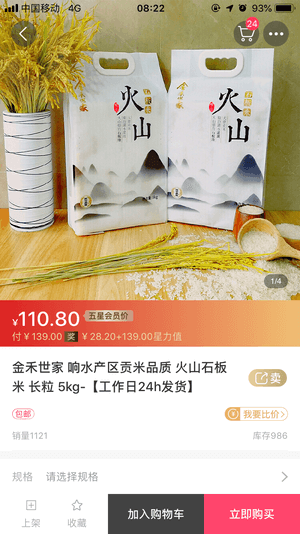 中国移动 4G 08:22 93%
24
火山
火山
1/4
¥110.80 五星会员价
付￥139.00 奖 ￥28.20+139.00星力值
金禾世家 响水产区贡米品质 火山石板
米 长粒 5kg-【工作日24h发货】
卖
包邮
我要比价>
销量1121
库存986
规格 请选择规格
上架
收藏
加入购物车
立即购买